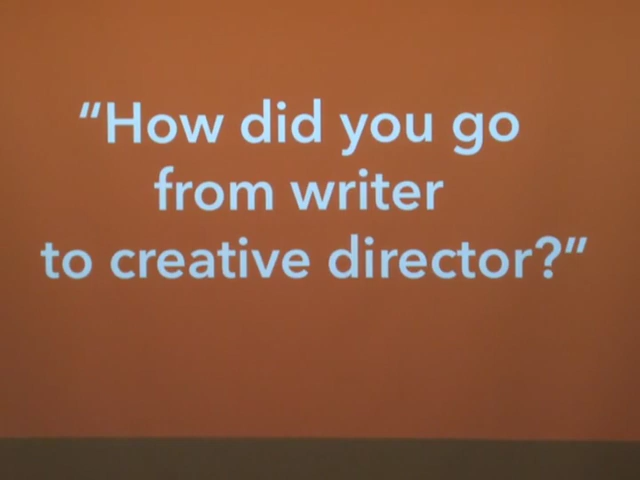 “How did you go
from writer
to creative director?”